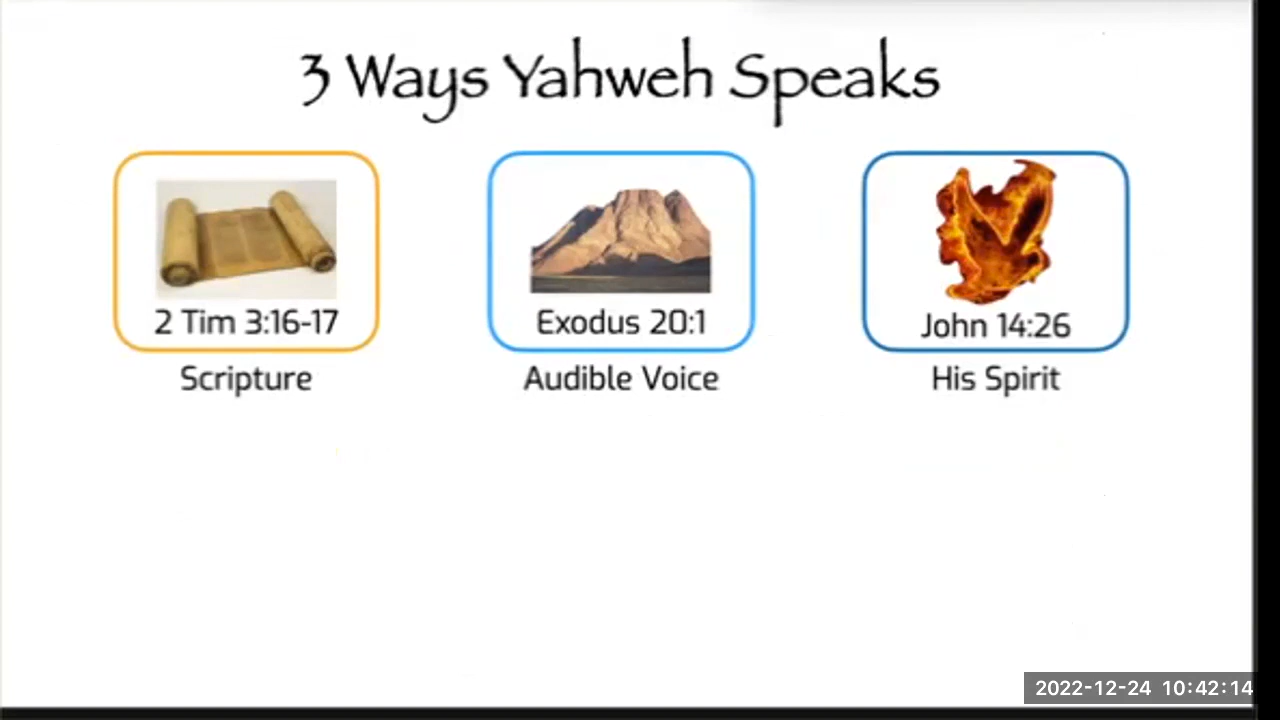 3 Ways Yahweh Speaks
2 Tim 3:16-17
Exodus 20:1
John 14:26
Scripture
Audible Voice
His Spirit
2022-12-24 10:42:14